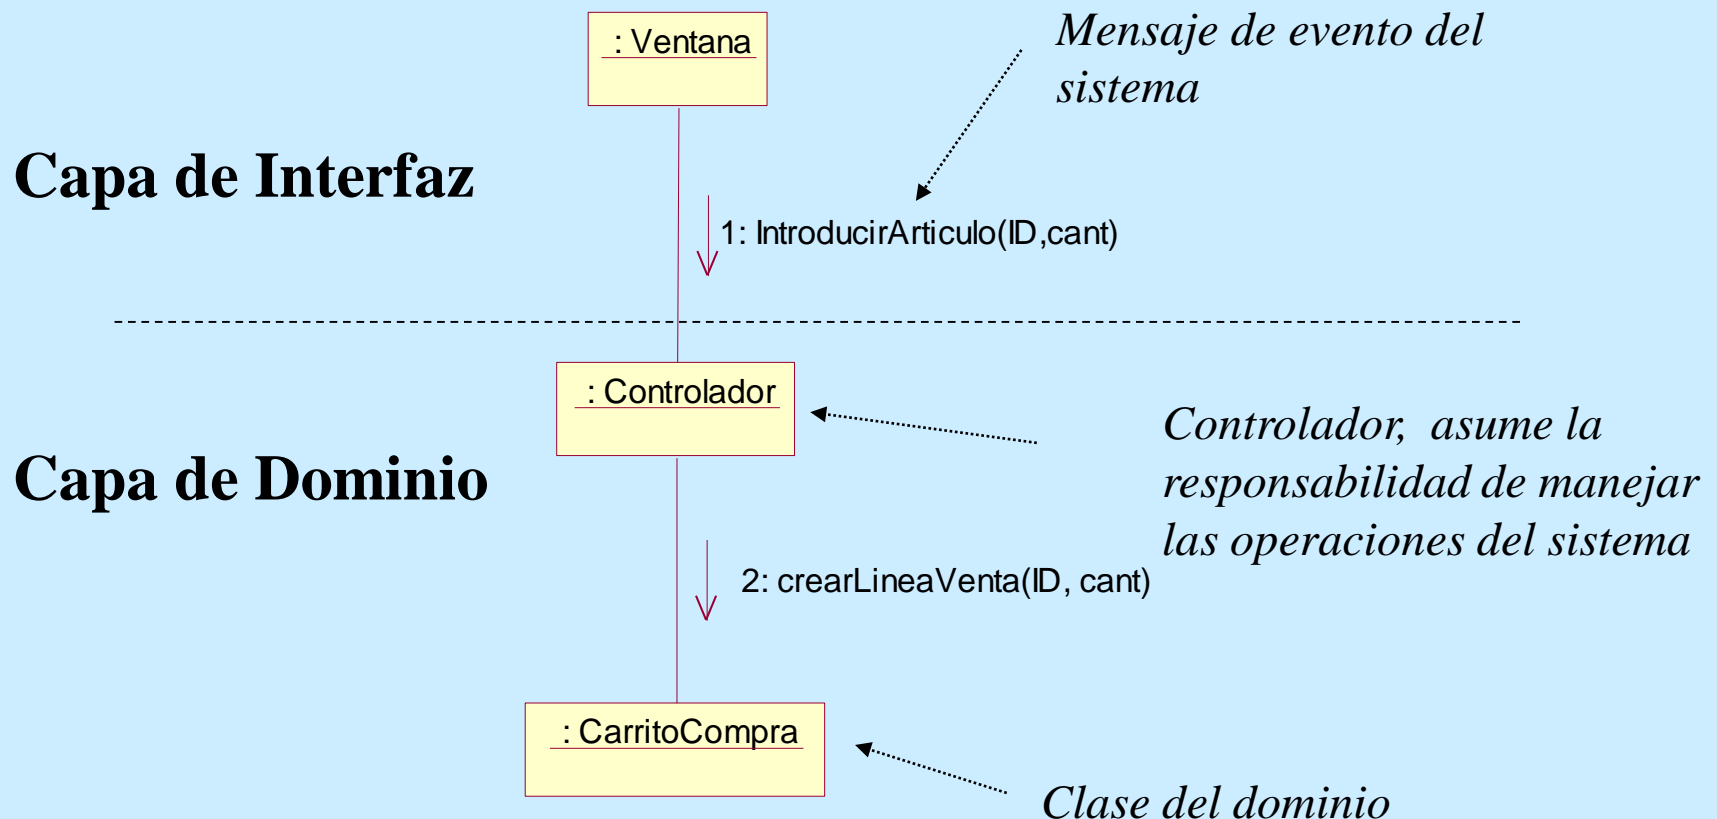 : Ventana
Mensaje de evento del
sistema
Capa de Interfaz
1: IntroducirArticulo(ID,cant)
: Controlador
Controlador,  asume la
responsabilidad de manejar
las operaciones del sistema
Capa de Dominio
2: crearLineaVenta(ID, cant)
: CarritoCompra
Clase del dominio